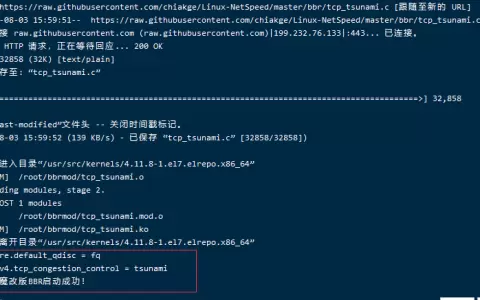 https://raw.githubusercontent.com/chiakge/Linux-NetSpeed/master/bbr/tcp_tsunami.c [跟随至新的 URL]
-08-03 15:59:51-- https://raw.githubusercontent.com/chiakge/Linux-NetSpeed/master/bbr/tcp_tsunami.c
接 raw.githubusercontent.com (raw.githubusercontent.com)|199.232.76.133|:443... 已连接。
HTTP 请求，正在等待回应... 200 OK
32858 (32K) [text/plain]
存至: “tcp_tsunami.c”
=====>] 32,858
ast-modified”文件头 -- 关闭时间戳标记。
8-03 15:59:52 (139 KB/s) - 已保存 “tcp_tsunami.c” [32858/32858])
进入目录“/usr/src/kernels/4.11.8-1.el7.elrepo.x86_64”
M] /root/bbrmod/tcp_tsunami.o
ding modules, stage 2.
OST 1 modules
/root/bbrmod/tcp_tsunami.mod.o
M] /root/bbrmod/tcp_tsunami.ko
离开目录“/usr/src/kernels/4.11.8-1.el7.elrepo.x86_64”
re.default_qdisc = fq
v4.tcp_congestion_control = tsunami
魔改版BBR启动成功！